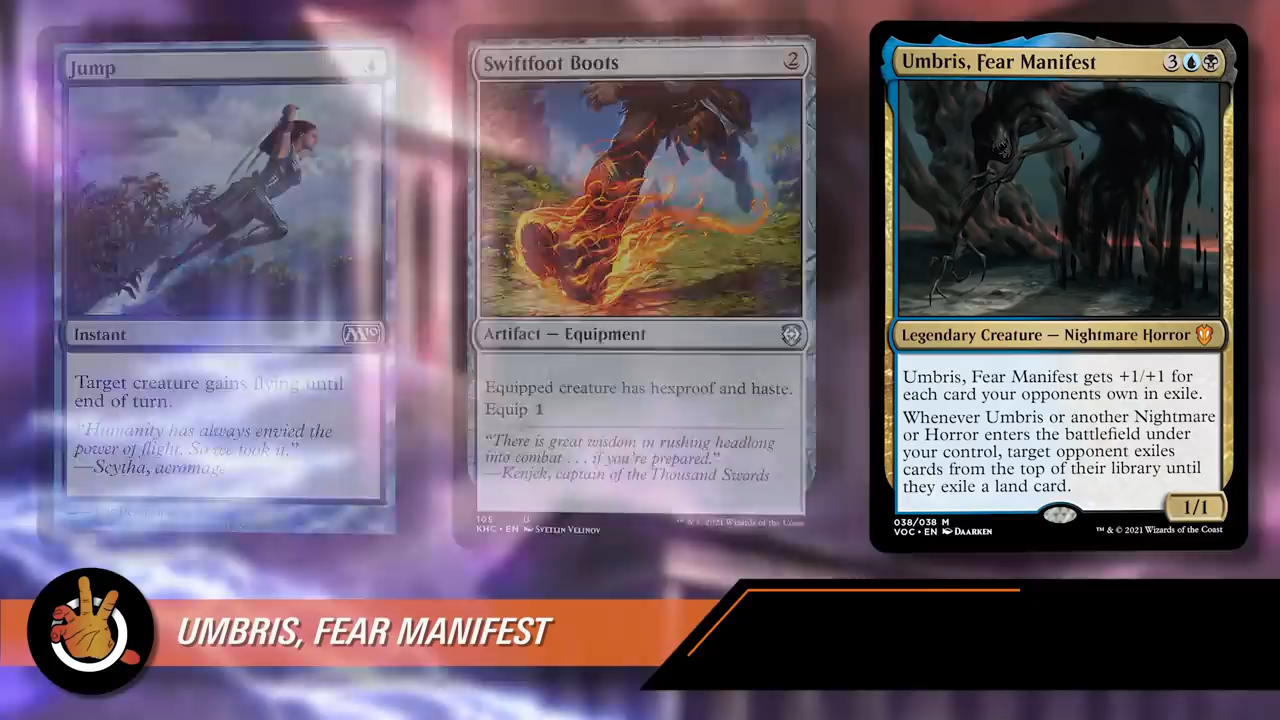 Jump
Instant
M10
Target creature gains flying until
end of turn.
"Humanity has always envied the
power of flight. So we took it."
—Scytha, aeromage
Swiftfoot Boots
2
Artifact — Equipment
Equipped creature has hexproof and haste.
Equip 1
"There is great wisdom in rushing headlong
into combat . . . if you're prepared."
—Kenjek, captain of the Thousand Swords
105 U
KHC • EN SVETLIN VELINOV
™ & © 2021 Wizards of the Coast
Umbris, Fear Manifest
3
Legendary Creature — Nightmare Horror
Umbris, Fear Manifest gets +1/+1 for
each card your opponents own in exile.
Whenever Umbris or another Nightmare
or Horror enters the battlefield under
your control, target opponent exiles
cards from the top of their library until
they exile a land card.
1/1
038/038 M
VOC • EN DAARKEN
™ & © 2021 Wizards of the Coast
UMBRIS, FEAR MANIFEST